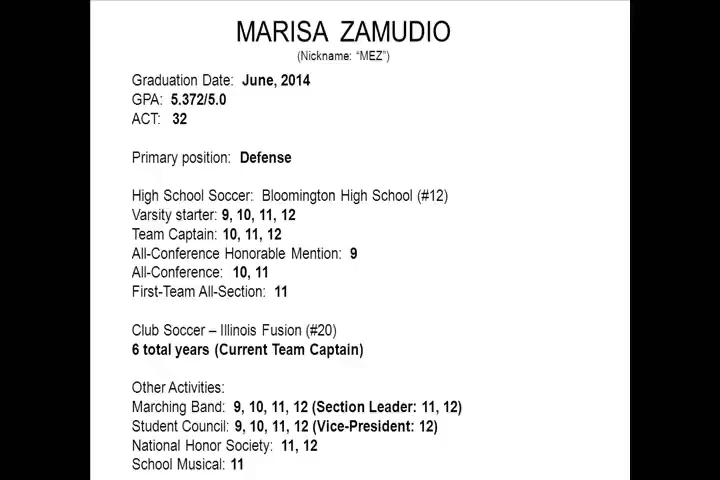 MARISA ZAMUDIO
(Nickname: “MEZ”)
Graduation Date: June, 2014
GPA: 5.372/5.0
ACT: 32
Primary position: Defense
High School Soccer: Bloomington High School (#12)
Varsity starter: 9, 10, 11, 12
Team Captain: 10, 11, 12
All-Conference Honorable Mention: 9
All-Conference: 10, 11
First-Team All-Section: 11
Club Soccer – Illinois Fusion (#20)
6 total years (Current Team Captain)
Other Activities:
Marching Band: 9, 10, 11, 12 (Section Leader: 11, 12)
Student Council: 9, 10, 11, 12 (Vice-President: 12)
National Honor Society: 11, 12
School Musical: 11